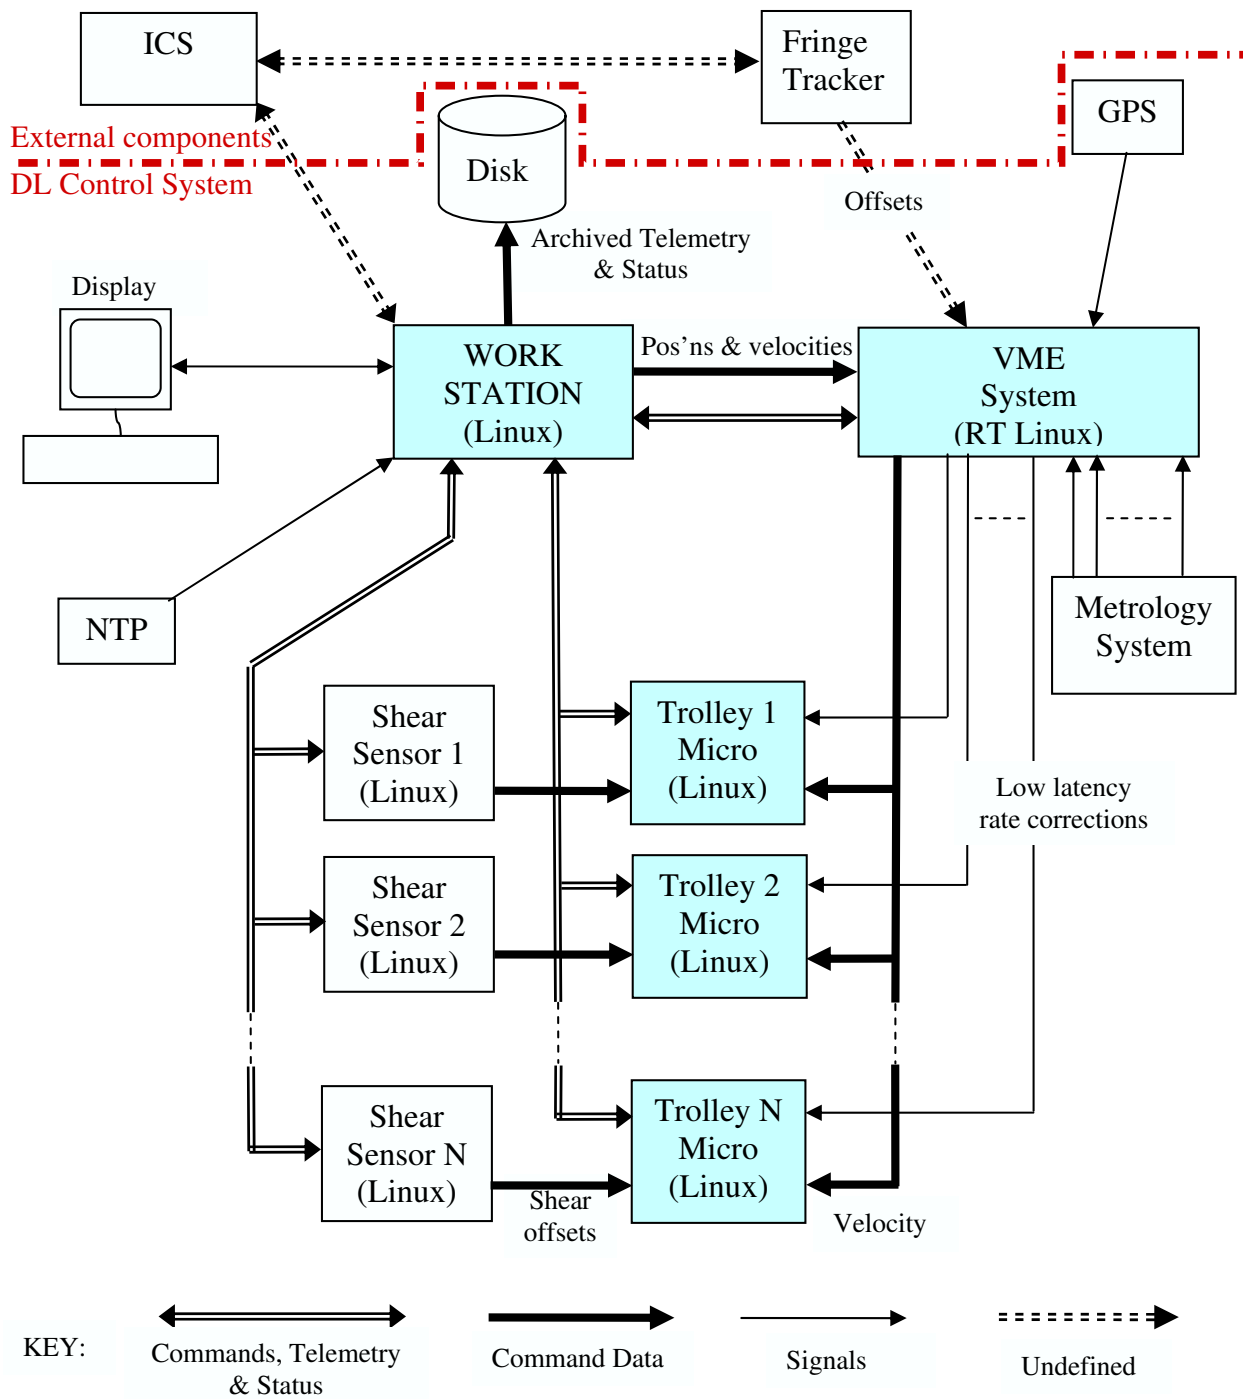 ICS
Fringe
Tracker
GPS
External components
DL Control System
Disk
Offsets
Archived Telemetry
& Status
Display
WORK
STATION
(Linux)
Pos'ns & velocities
VME
System
(RT Linux)
NTP
Metrology
System
Shear
Sensor 1
(Linux)
Trolley 1
Micro
(Linux)
Low latency
rate corrections
Shear
Sensor 2
(Linux)
Trolley 2
Micro
(Linux)
Shear
Sensor N
(Linux)
Trolley N
Micro
(Linux)
Shear
offsets
Velocity
KEY:
Commands, Telemetry
& Status
Command Data
Signals
Undefined